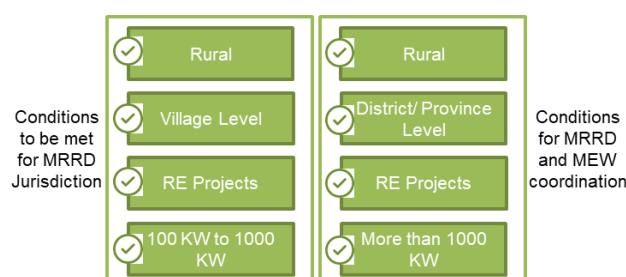 Conditions
to be met
for MRRD
Jurisdiction
Rural
Village Level
RE Projects
100 KW to 1000
KW
Rural
District/ Province
Level
RE Projects
More than 1000
KW
Conditions
for MRRD
and MEW
coordination